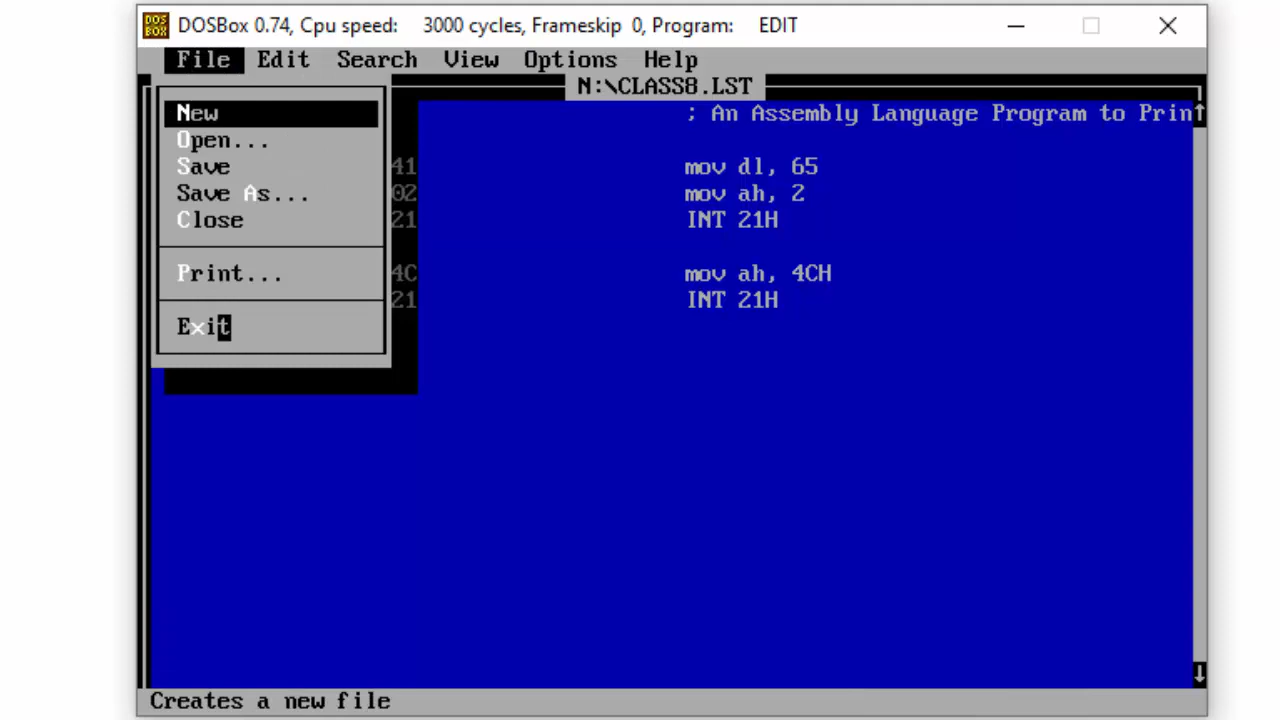 DOS BOX DOSBox 0.74, Cpu speed: 3000 cycles, Frameskip 0, Program: EDIT
File Edit Search View Options Help
N:\CLASS8.LST
New ; An Assembly Language Program to Prin
Open...
Save 41 mov dl, 65
Save As... 02 mov ah, 2
Close 21 INT 21H
Print... 4C mov ah, 4CH
21 INT 21H
Exit
Creates a new file